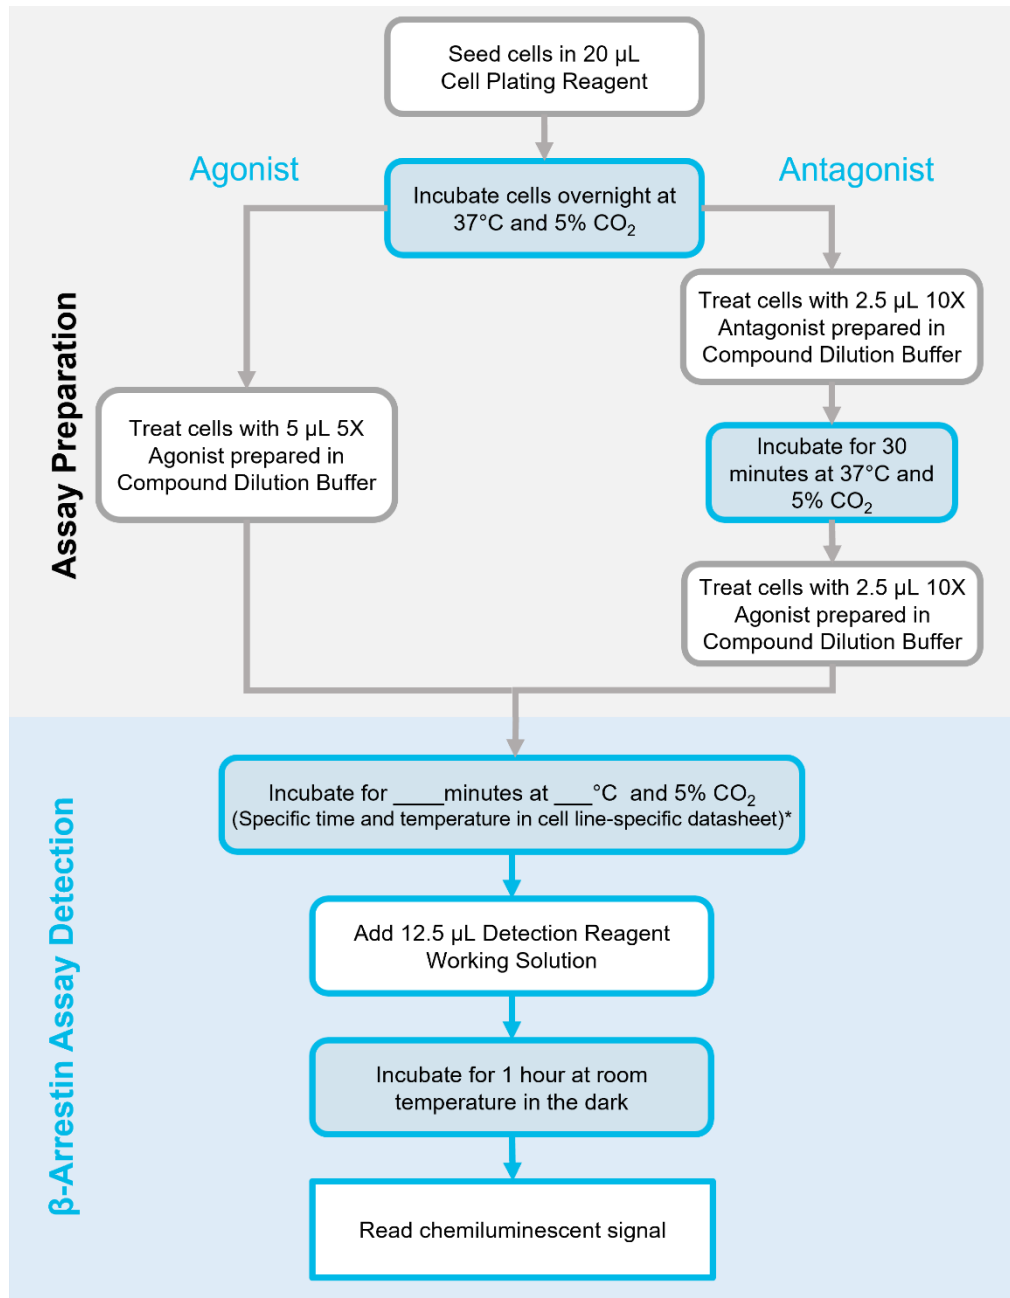 Seed cells in 20 µL
Cell Plating Reagent
Agonist
Antagonist
Incubate cells overnight at
37°C and 5% CO₂
Treat cells with 2.5 µL 10X
Antagonist prepared in
Compound Dilution Buffer
Treat cells with 5 µL 5X
Agonist prepared in
Compound Dilution Buffer
Incubate for 30
minutes at 37°C and
5% CO₂
Treat cells with 2.5 µL 10X
Agonist prepared in
Compound Dilution Buffer
Assay Preparation
Incubate for ____minutes at ___°C and 5% CO₂
(Specific time and temperature in cell line-specific datasheet)*
Add 12.5 µL Detection Reagent
Working Solution
Incubate for 1 hour at room
temperature in the dark
Read chemiluminescent signal
β-Arrestin Assay Detection